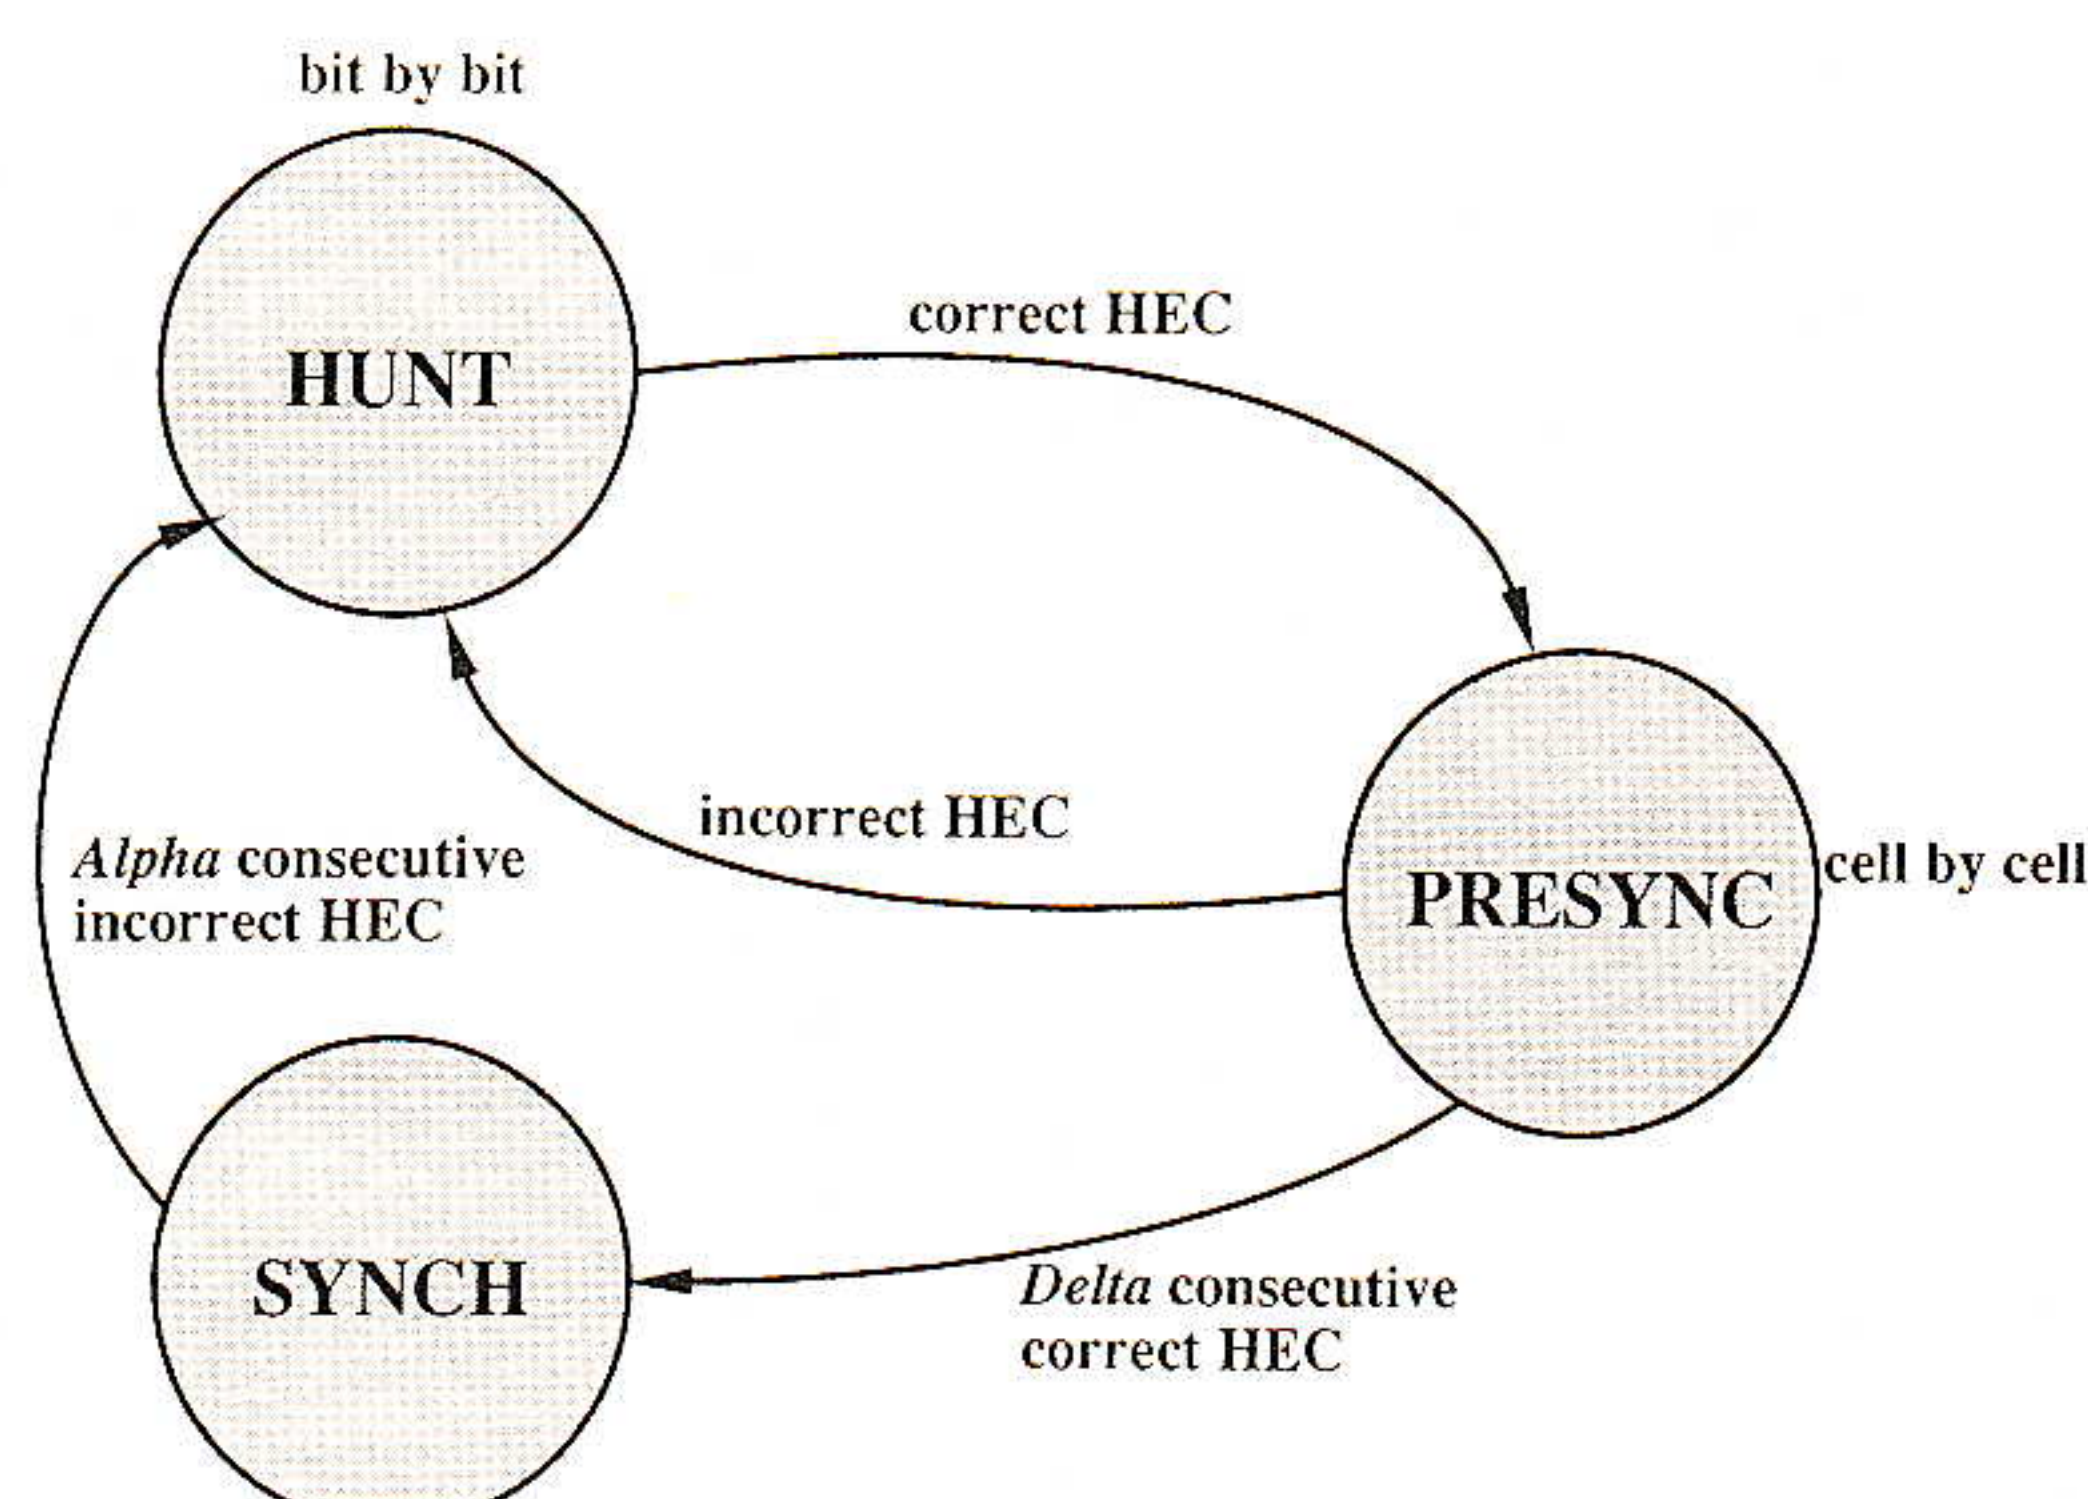 bit by bit
HUNT
correct HEC
incorrect HEC
Alpha consecutive
incorrect HEC
PRESYNC
cell by cell
SYNCH
Delta consecutive
correct HEC